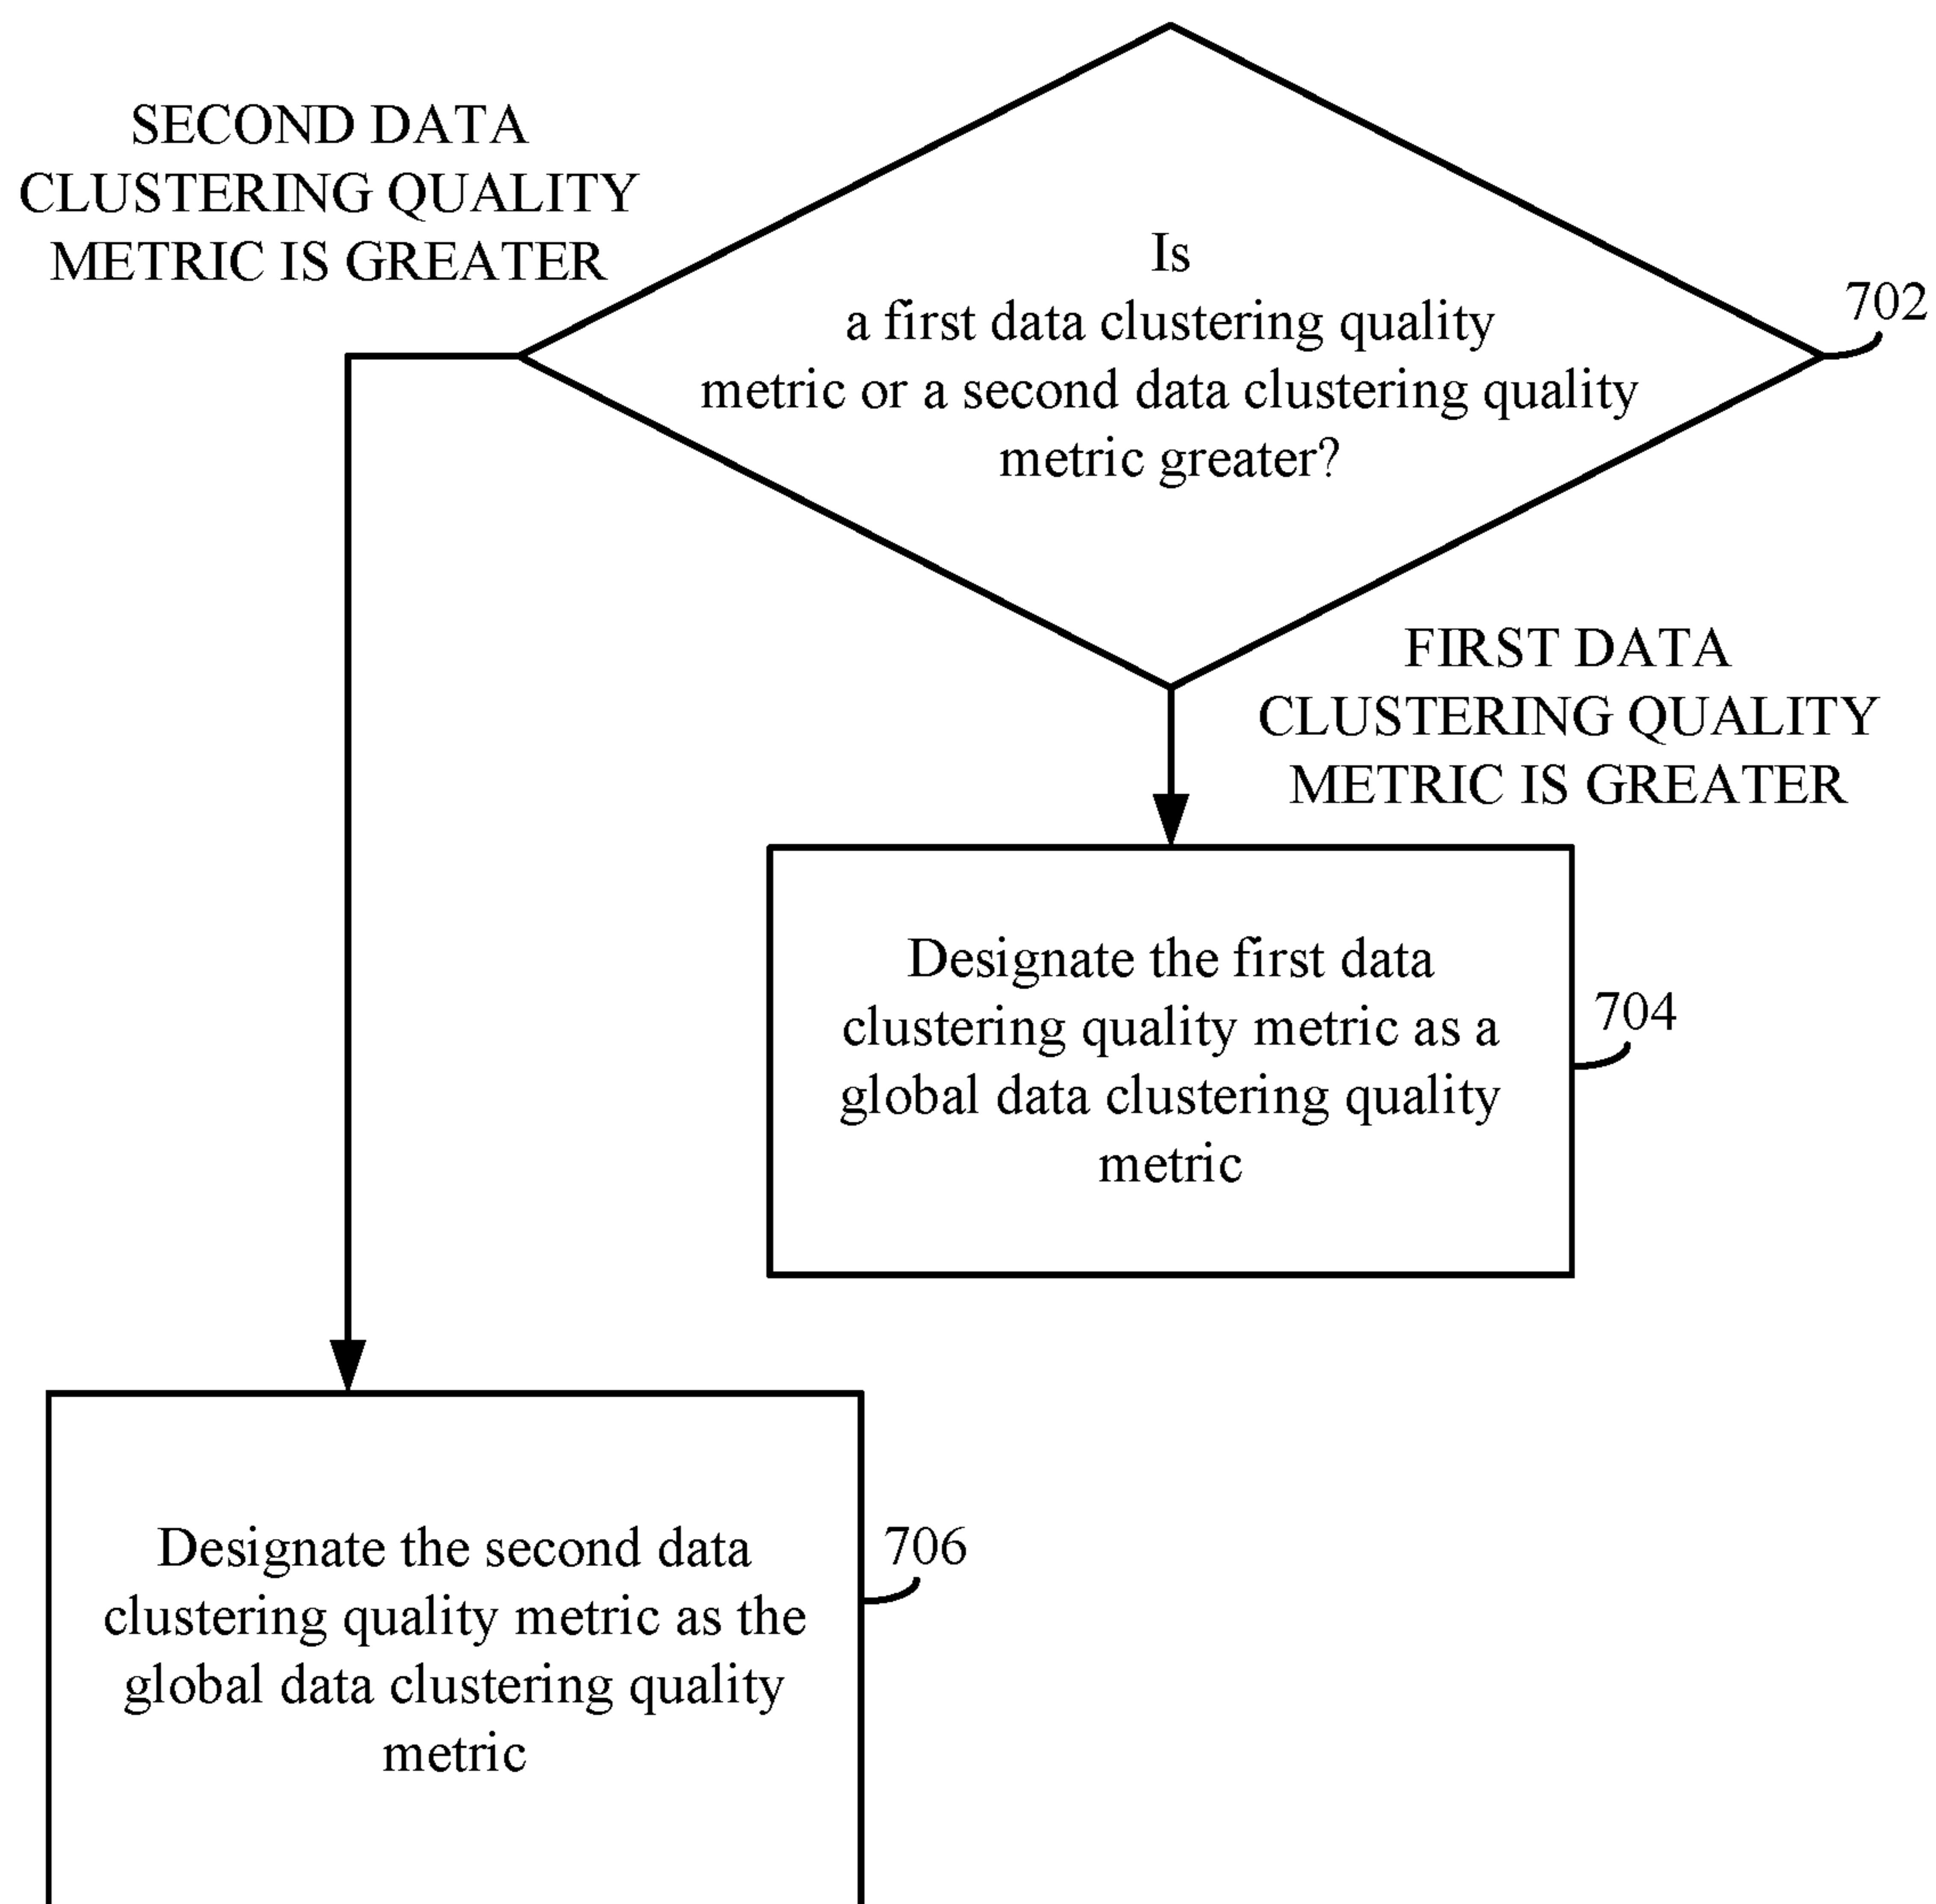 SECOND DATA
CLUSTERING QUALITY
METRIC IS GREATER
Is
a first data clustering quality
metric or a second data clustering quality
metric greater?
702
FIRST DATA
CLUSTERING QUALITY
METRIC IS GREATER
Designate the first data
clustering quality metric as a
global data clustering quality
metric
704
Designate the second data
clustering quality metric as the
global data clustering quality
metric
706